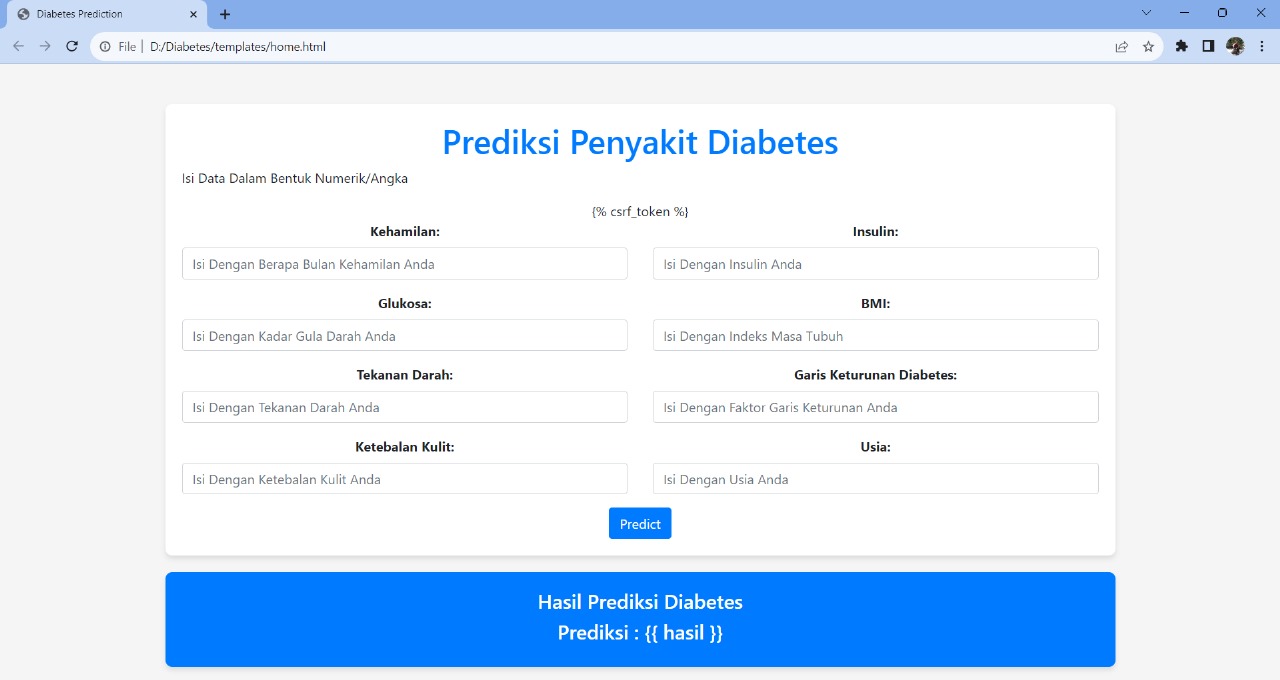 Diabetes Prediction
File | D:/Diabetes/templates/home.html
Prediksi Penyakit Diabetes
Isi Data Dalam Bentuk Numerik/Angka
{% csrf_token %}
Kehamilan:
Isi Dengan Berapa Bulan Kehamilan Anda
Insulin:
Isi Dengan Insulin Anda
Glukosa:
Isi Dengan Kadar Gula Darah Anda
BMI:
Isi Dengan Indeks Masa Tubuh
Tekanan Darah:
Isi Dengan Tekanan Darah Anda
Garis Keturunan Diabetes:
Isi Dengan Faktor Garis Keturunan Anda
Ketebalan Kulit:
Isi Dengan Ketebalan Kulit Anda
Usia:
Isi Dengan Usia Anda
Predict
Hasil Prediksi Diabetes
Prediksi : {{ hasil }}